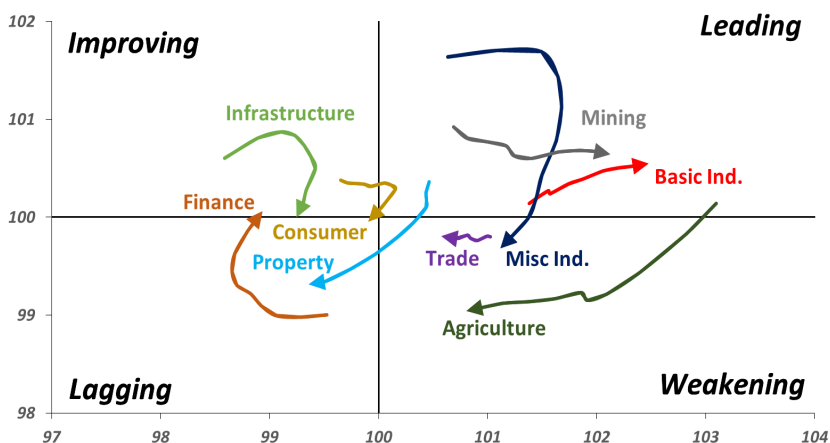 102
Improving
Leading
101
Infrastructure
Mining
Basic Ind.
Finance
100
Consumer
Property
Trade
Misc Ind.
99
Agriculture
Lagging
Weakening
98
97
98
99
100
101
102
103
104